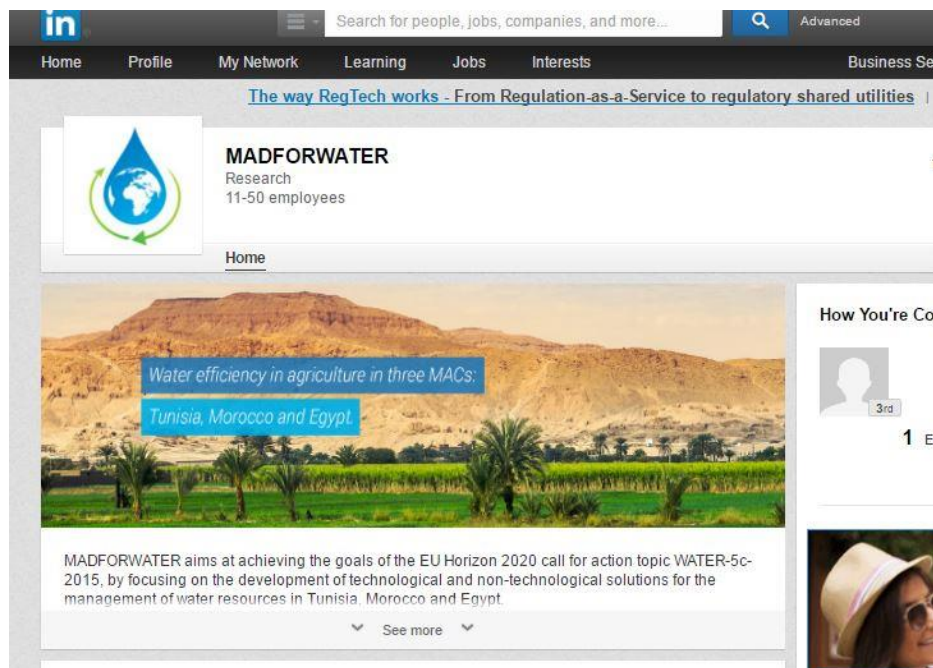 in
Search for people, jobs, companies, and more...
Advanced
Home Profile My Network Learning Jobs Interests Business Se
The way RegTech works - From Regulation-as-a-Service to regulatory shared utilities |
MADFORWATER
Research
11-50 employees
Home
Water efficiency in agriculture in three MACs:
Tunisia, Morocco and Egypt.
How You're Co
3rd
1 E
MADFORWATER aims at achieving the goals of the EU Horizon 2020 call for action topic WATER-5c-
2015, by focusing on the development of technological and non-technological solutions for the
management of water resources in Tunisia, Morocco and Egypt.
See more